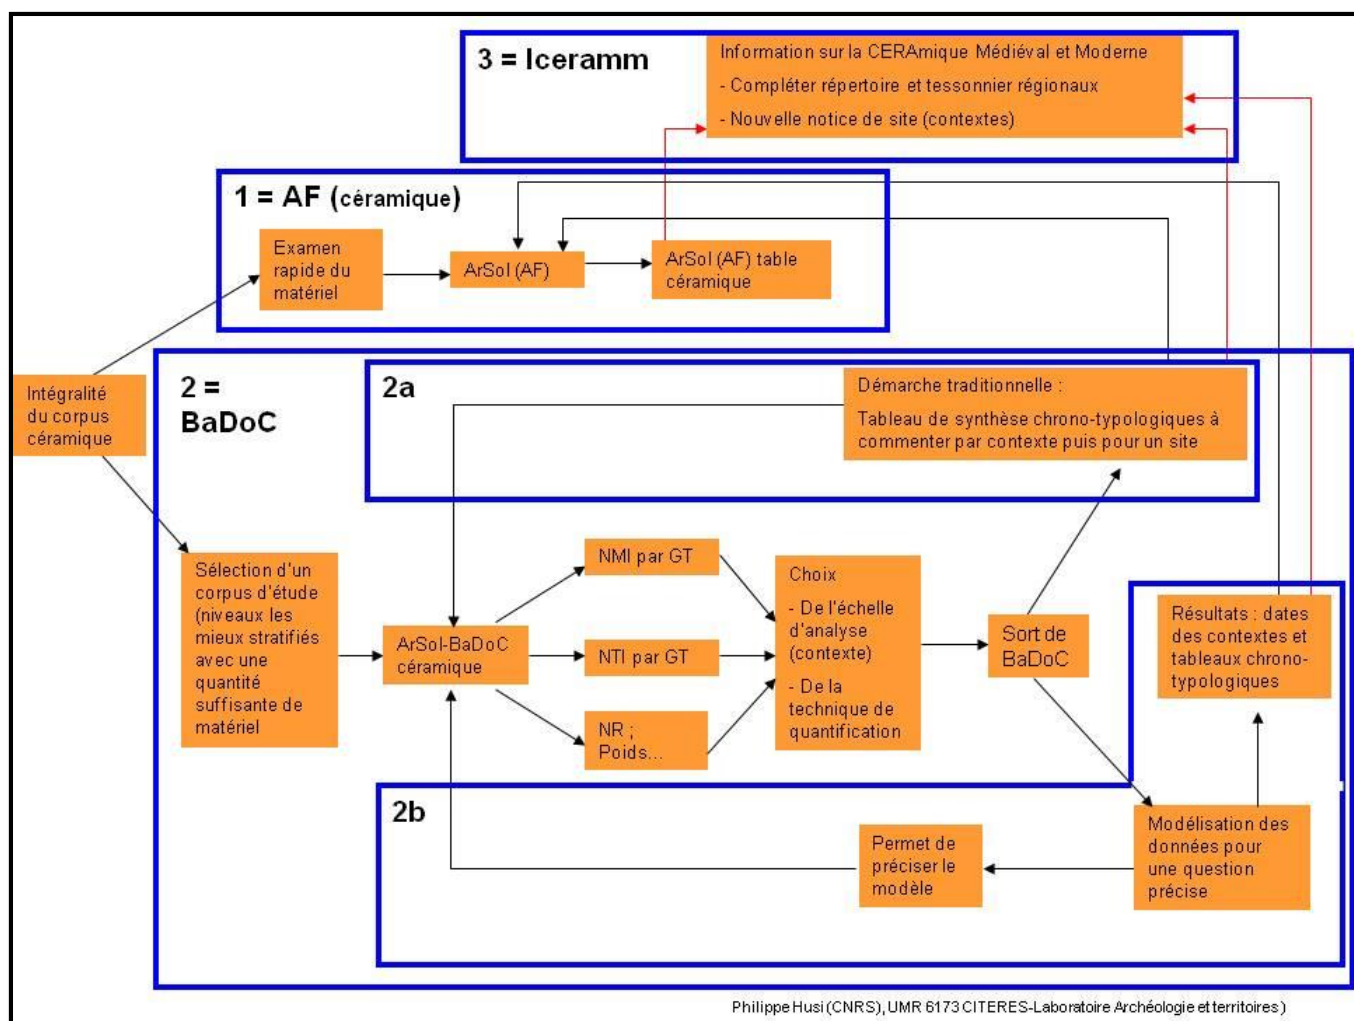 3 = Iceramm
Information sur la CERAmique Médiéval et Moderne
- Compléter répertoire et tessonnier régionaux
- Nouvelle notice de site (contextes)
1 = AF (céramique)
Examen
rapide du
matériel
ArSol (AF)
ArSol (AF) table
céramique
Intégralité
du corpus
céramique
2 =
BaDoC
2a
Démarche traditionnelle :
Tableau de synthèse chrono-typologiques à
commenter par contexte puis pour un site
Sélection d'un
corpus d'étude
(niveaux les
mieux stratifiés
avec une
quantité
suffisante de
matériel
ArSol-BaDoC
céramique
NMI par GT
NTI par GT
NR ;
Poids...
Choix
- De l'échelle
d'analyse
(contexte)
- De la
technique de
quantification
Sort de
BaDoC
Résultats : dates
des contextes et
tableaux chrono-
typologiques
2b
Permet de
préciser le
modèle
Modélisation des
données pour
une question
précise
Philippe Husi (CNRS), UMR 6173 CITERES-Laboratoire Archéologie et territoires )